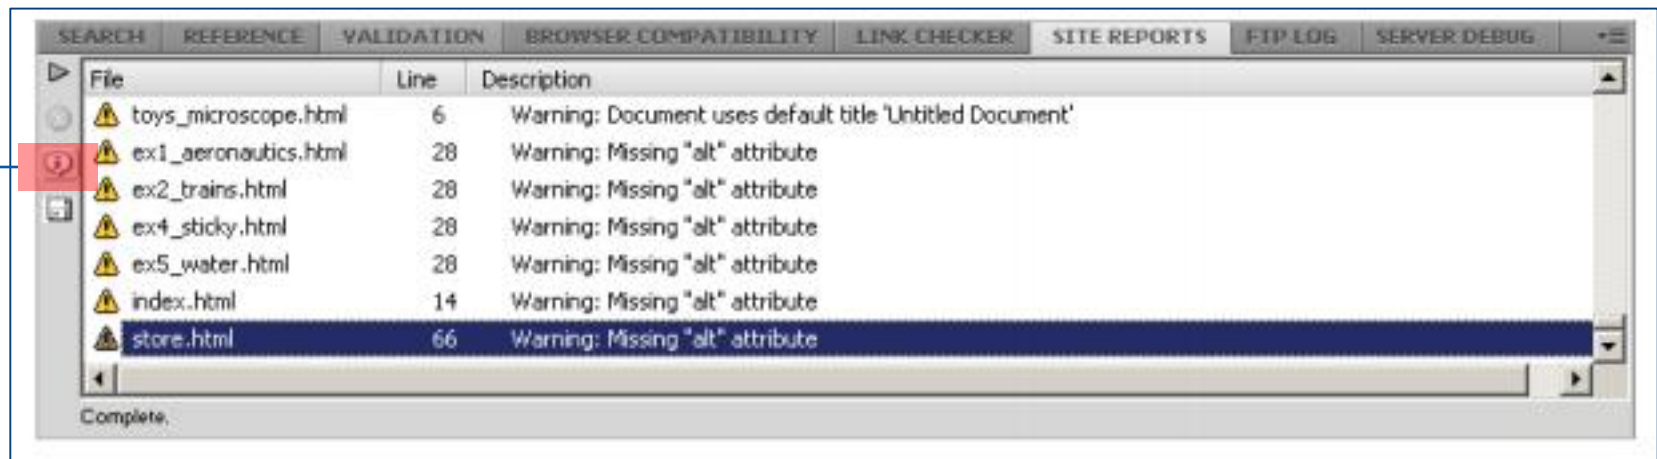 SEARCH REFERENCE VALIDATION BROWSER COMPATIBILITY LINK CHECKER SITE REPORTS FTP LOG SERVER DEBUG
File Line Description
toys_microscope.html 6 Warning: Document uses default title 'Untitled Document'
ex1_aeronautics.html 28 Warning: Missing "alt" attribute
ex2_trains.html 28 Warning: Missing "alt" attribute
ex4_sticky.html 28 Warning: Missing "alt" attribute
ex5_water.html 28 Warning: Missing "alt" attribute
index.html 14 Warning: Missing "alt" attribute
store.html 66 Warning: Missing "alt" attribute
Complete.